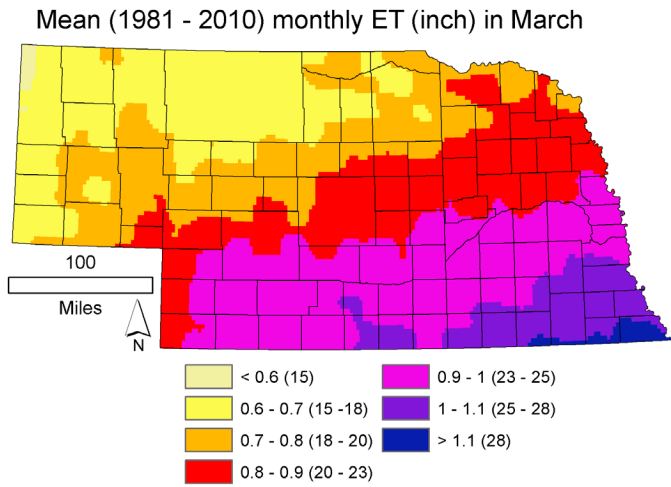 Mean (1981 - 2010) monthly ET (inch) in March
100
Miles
N
< 0.6 (15)
0.6 - 0.7 (15 -18)
0.7 - 0.8 (18 - 20)
0.8 - 0.9 (20 - 23)
0.9 - 1 (23 - 25)
1 - 1.1 (25 - 28)
> 1.1 (28)